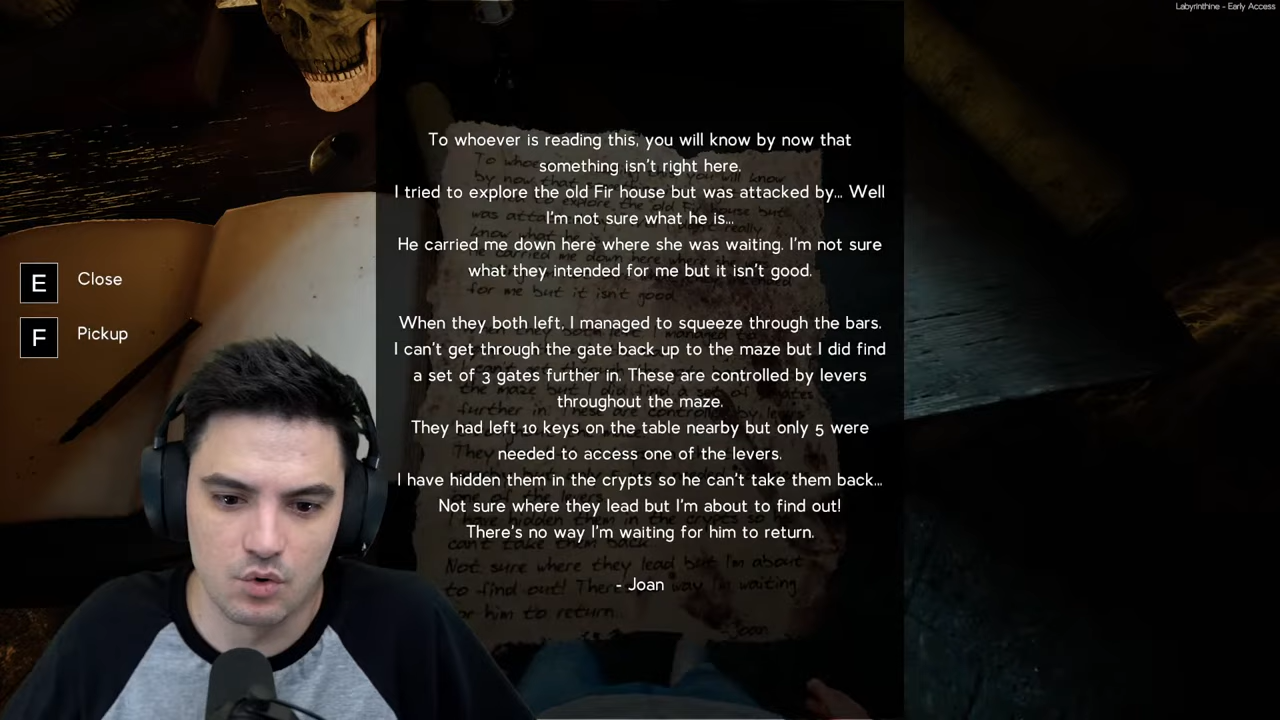 Labyrinthine - Early Access
To whoever is reading this, you will know by now that
something isn't right here.
I tried to explore the old Fir house but was attacked by... Well
I'm not sure what he is...
He carried me down here where she was waiting. I'm not sure
what they intended for me but it isn't good.
When they both left, I managed to squeeze through the bars.
I can't get through the gate back up to the maze but I did find
a set of 3 gates further in. These are controlled by levers
throughout the maze.
They had left 10 keys on the table nearby but only 5 were
needed to access one of the levers.
I have hidden them in the crypts so he can't take them back...
Not sure where they lead but I'm about to find out!
There's no way I'm waiting for him to return.
- Joan
E Close
F Pickup